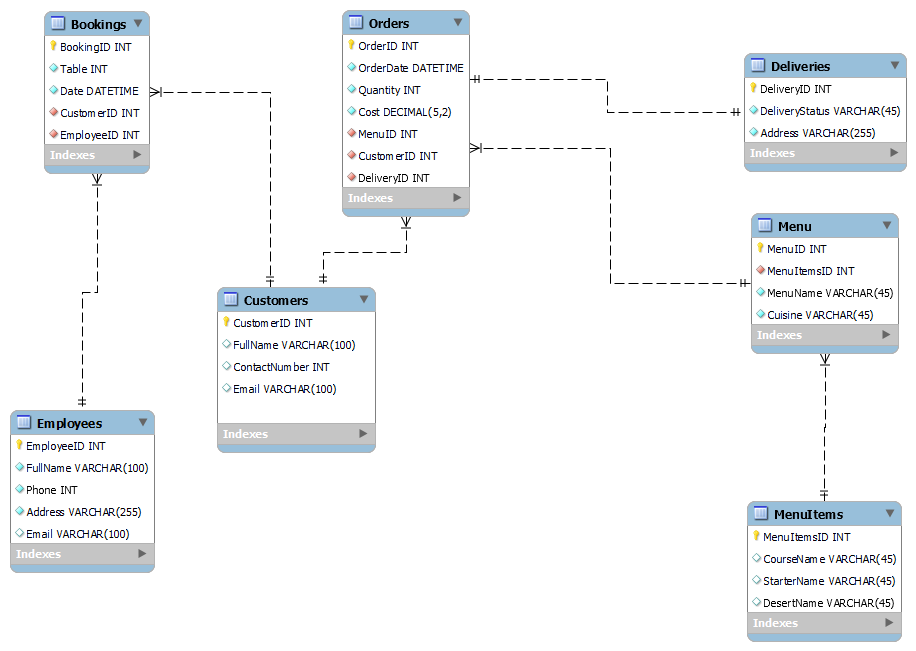 Bookings
BookingID INT
Table INT
Date DATETIME
CustomerID INT
EmployeeID INT
Indexes
Orders
OrderID INT
OrderDate DATETIME
Quantity INT
Cost DECIMAL(5,2)
MenuID INT
CustomerID INT
DeliveryID INT
Indexes
Deliveries
DeliveryID INT
DeliveryStatus VARCHAR(45)
Address VARCHAR(255)
Indexes
Menu
MenuID INT
MenuItemsID INT
MenuName VARCHAR(45)
Cuisine VARCHAR(45)
Indexes
Customers
CustomerID INT
FullName VARCHAR(100)
ContactNumber INT
Email VARCHAR(100)
Indexes
Employees
EmployeeID INT
FullName VARCHAR(100)
Phone INT
Address VARCHAR(255)
Email VARCHAR(100)
Indexes
MenuItems
MenuItemsID INT
CourseName VARCHAR(45)
StarterName VARCHAR(45)
DesertName VARCHAR(45)
Indexes